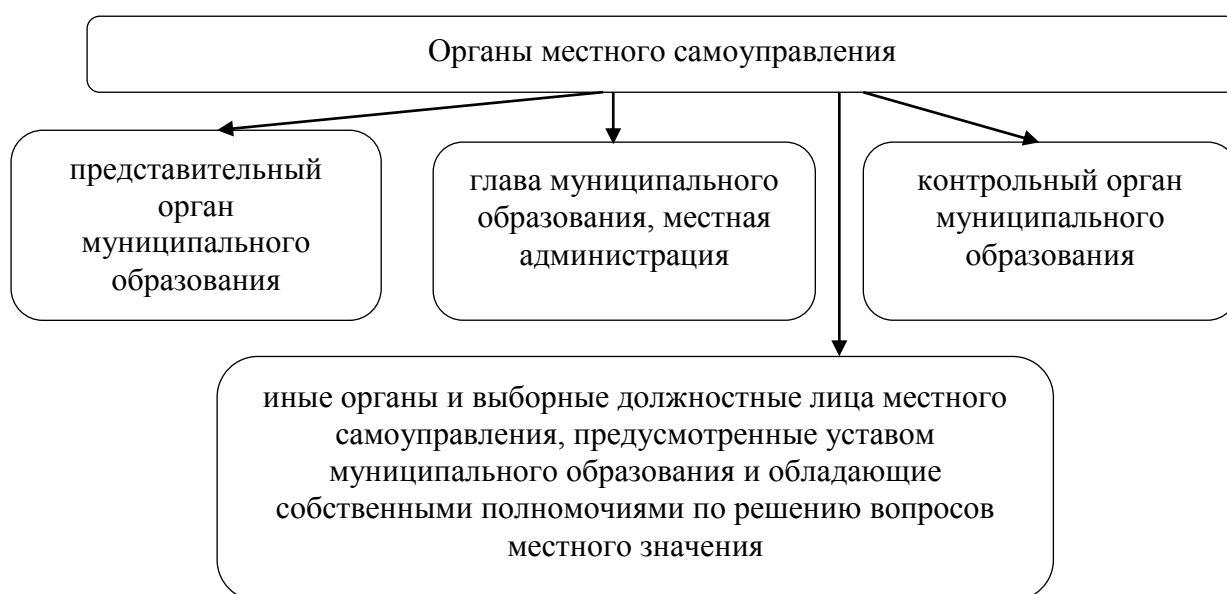 Органы местного самоуправления
представительный
орган
муниципального
образования
глава муниципального
образования, местная
администрация
контрольный орган
муниципального
образования
иные органы и выборные должностные лица местного
самоуправления, предусмотренные уставом
муниципального образования и обладающие
собственными полномочиями по решению вопросов
местного значения